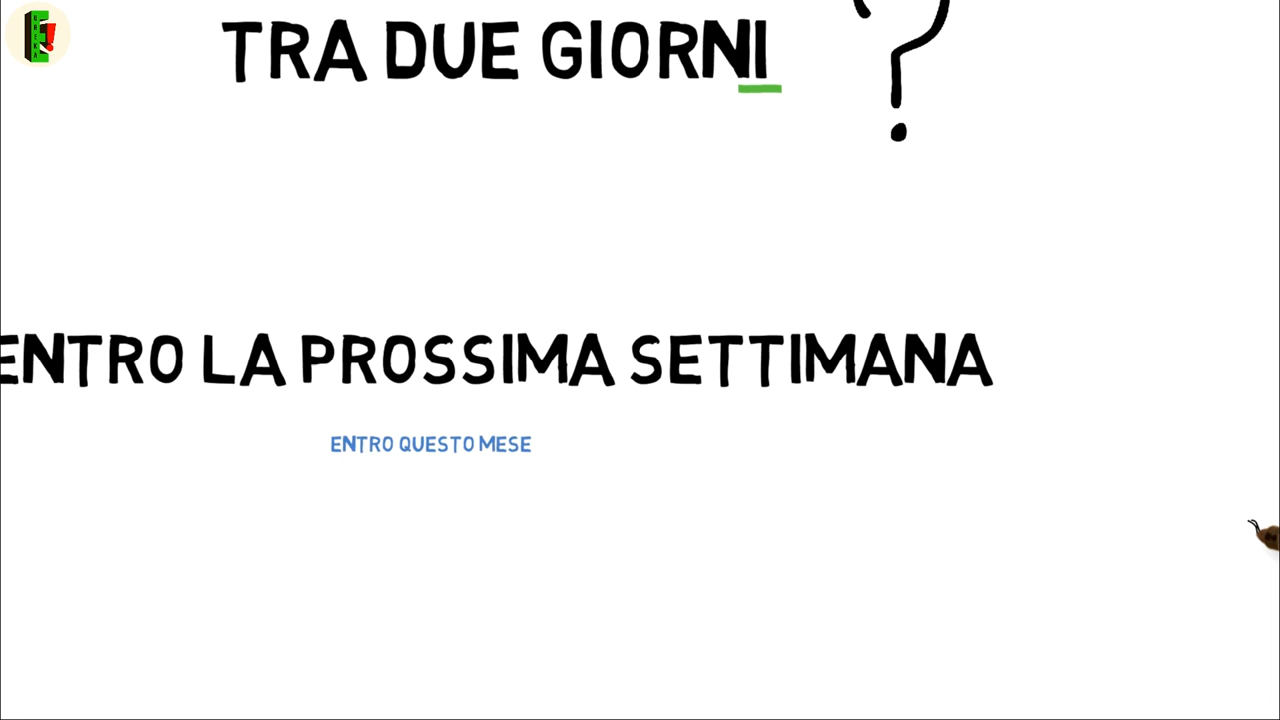 TRA DUE GIORNI ?
ENTRO LA PROSSIMA SETTIMANA
ENTRO QUESTO MESE